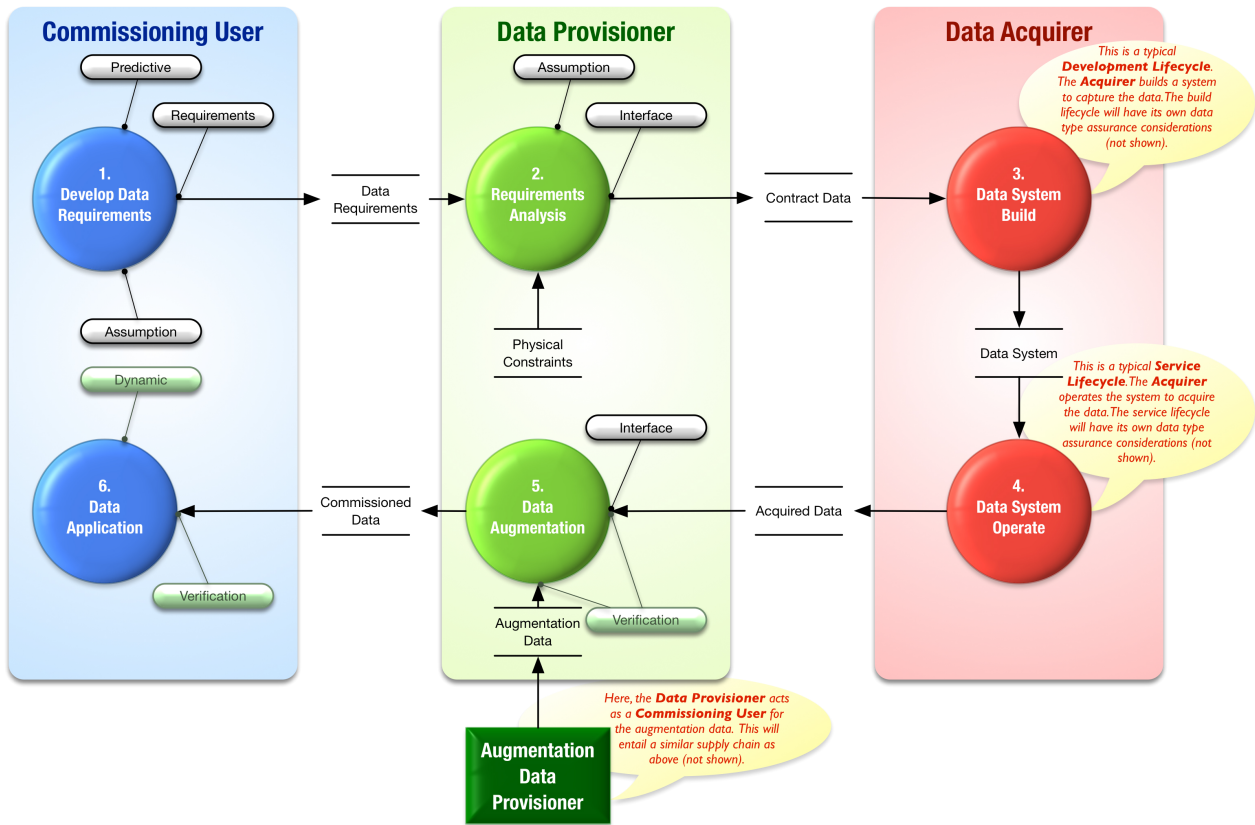 Commissioning User
Data Provisioner
Data Acquirer
Predictive
Requirements
1.
Develop Data
Requirements
Assumption
Data
Requirements
Assumption
Interface
2.
Requirements
Analysis
Physical
Constraints
Contract Data
This is a typical
Development Lifecycle.
The Acquirer builds a system
to capture the data. The build
lifecycle will have its own data
type assurance considerations
(not shown).
3.
Data System
Build
Data System
This is a typical Service
Lifecycle. The Acquirer
operates the system to acquire
the data. The service lifecycle
will have its own data type
assurance considerations (not
shown).
4.
Data System
Operate
Acquired Data
Interface
5.
Data
Augmentation
Verification
Augmentation
Data
Commissioned
Data
Dynamic
6.
Data
Application
Verification
Here, the Data Provisioner acts
as a Commissioning User for
the augmentation data. This will
entail a similar supply chain as
above (not shown).
Augmentation
Data
Provisioner